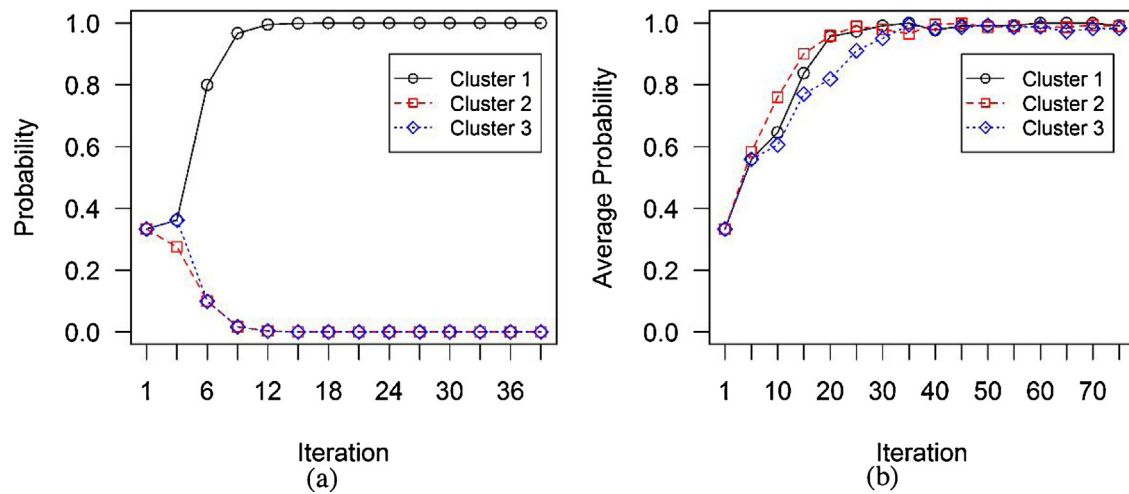 1.0
0.8
0.6
0.4
0.2
0.0
Probability
Cluster 1
Cluster 2
Cluster 3
1 6 12 18 24 30 36
Iteration
(a)
1.0
0.8
0.6
0.4
0.2
0.0
Average Probability
Cluster 1
Cluster 2
Cluster 3
1 10 20 30 40 50 60 70
Iteration
(b)